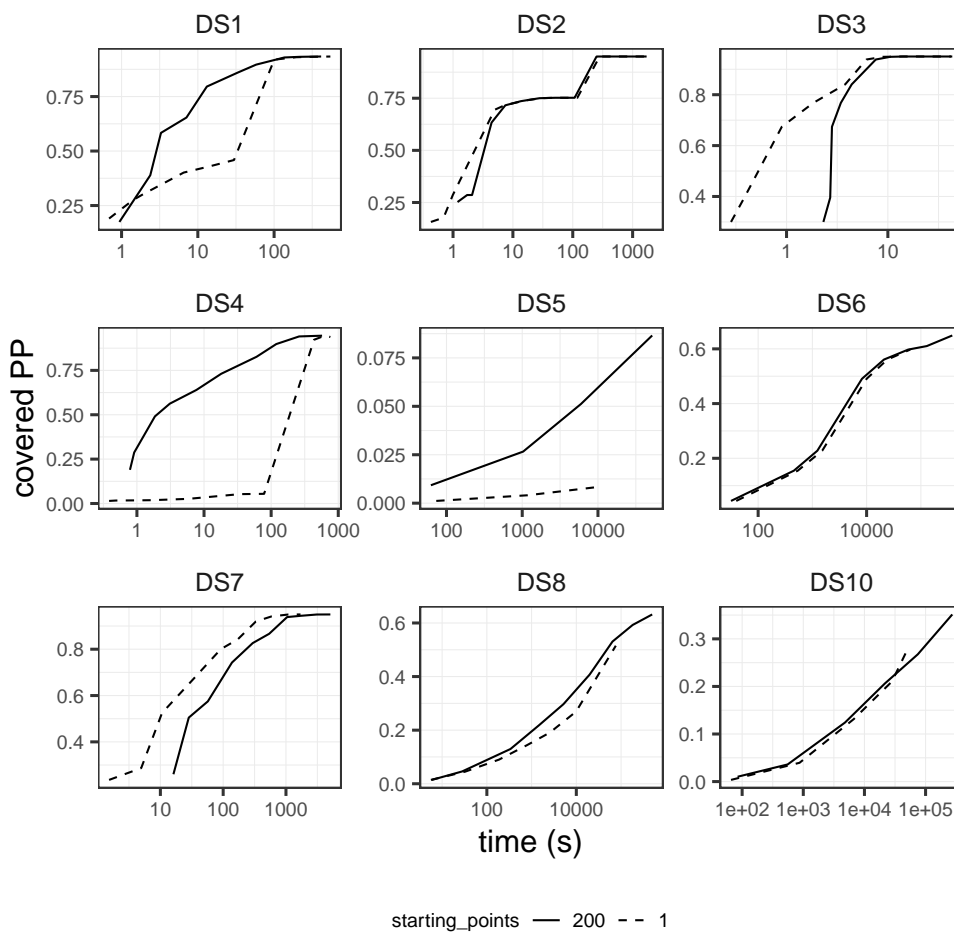 DS1 DS2 DS3
0.75 0.75 0.8
0.50 0.50 0.6
0.25 0.25 0.4
1 10 100 1 10 100 1000 1 10
DS4 DS5 DS6
covered PP
0.75 0.075 0.6
0.50 0.050 0.4
0.25 0.025 0.2
0.00 0.000
1 10 100 1000 100 1000 10000 100 10000
DS7 DS8 DS10
0.8 0.6 0.3
0.6 0.4 0.2
0.4 0.2 0.1
0.0 0.0
10 100 1000 100 10000 1e+02 1e+03 1e+04 1e+05
time (s)
starting_points 200 1